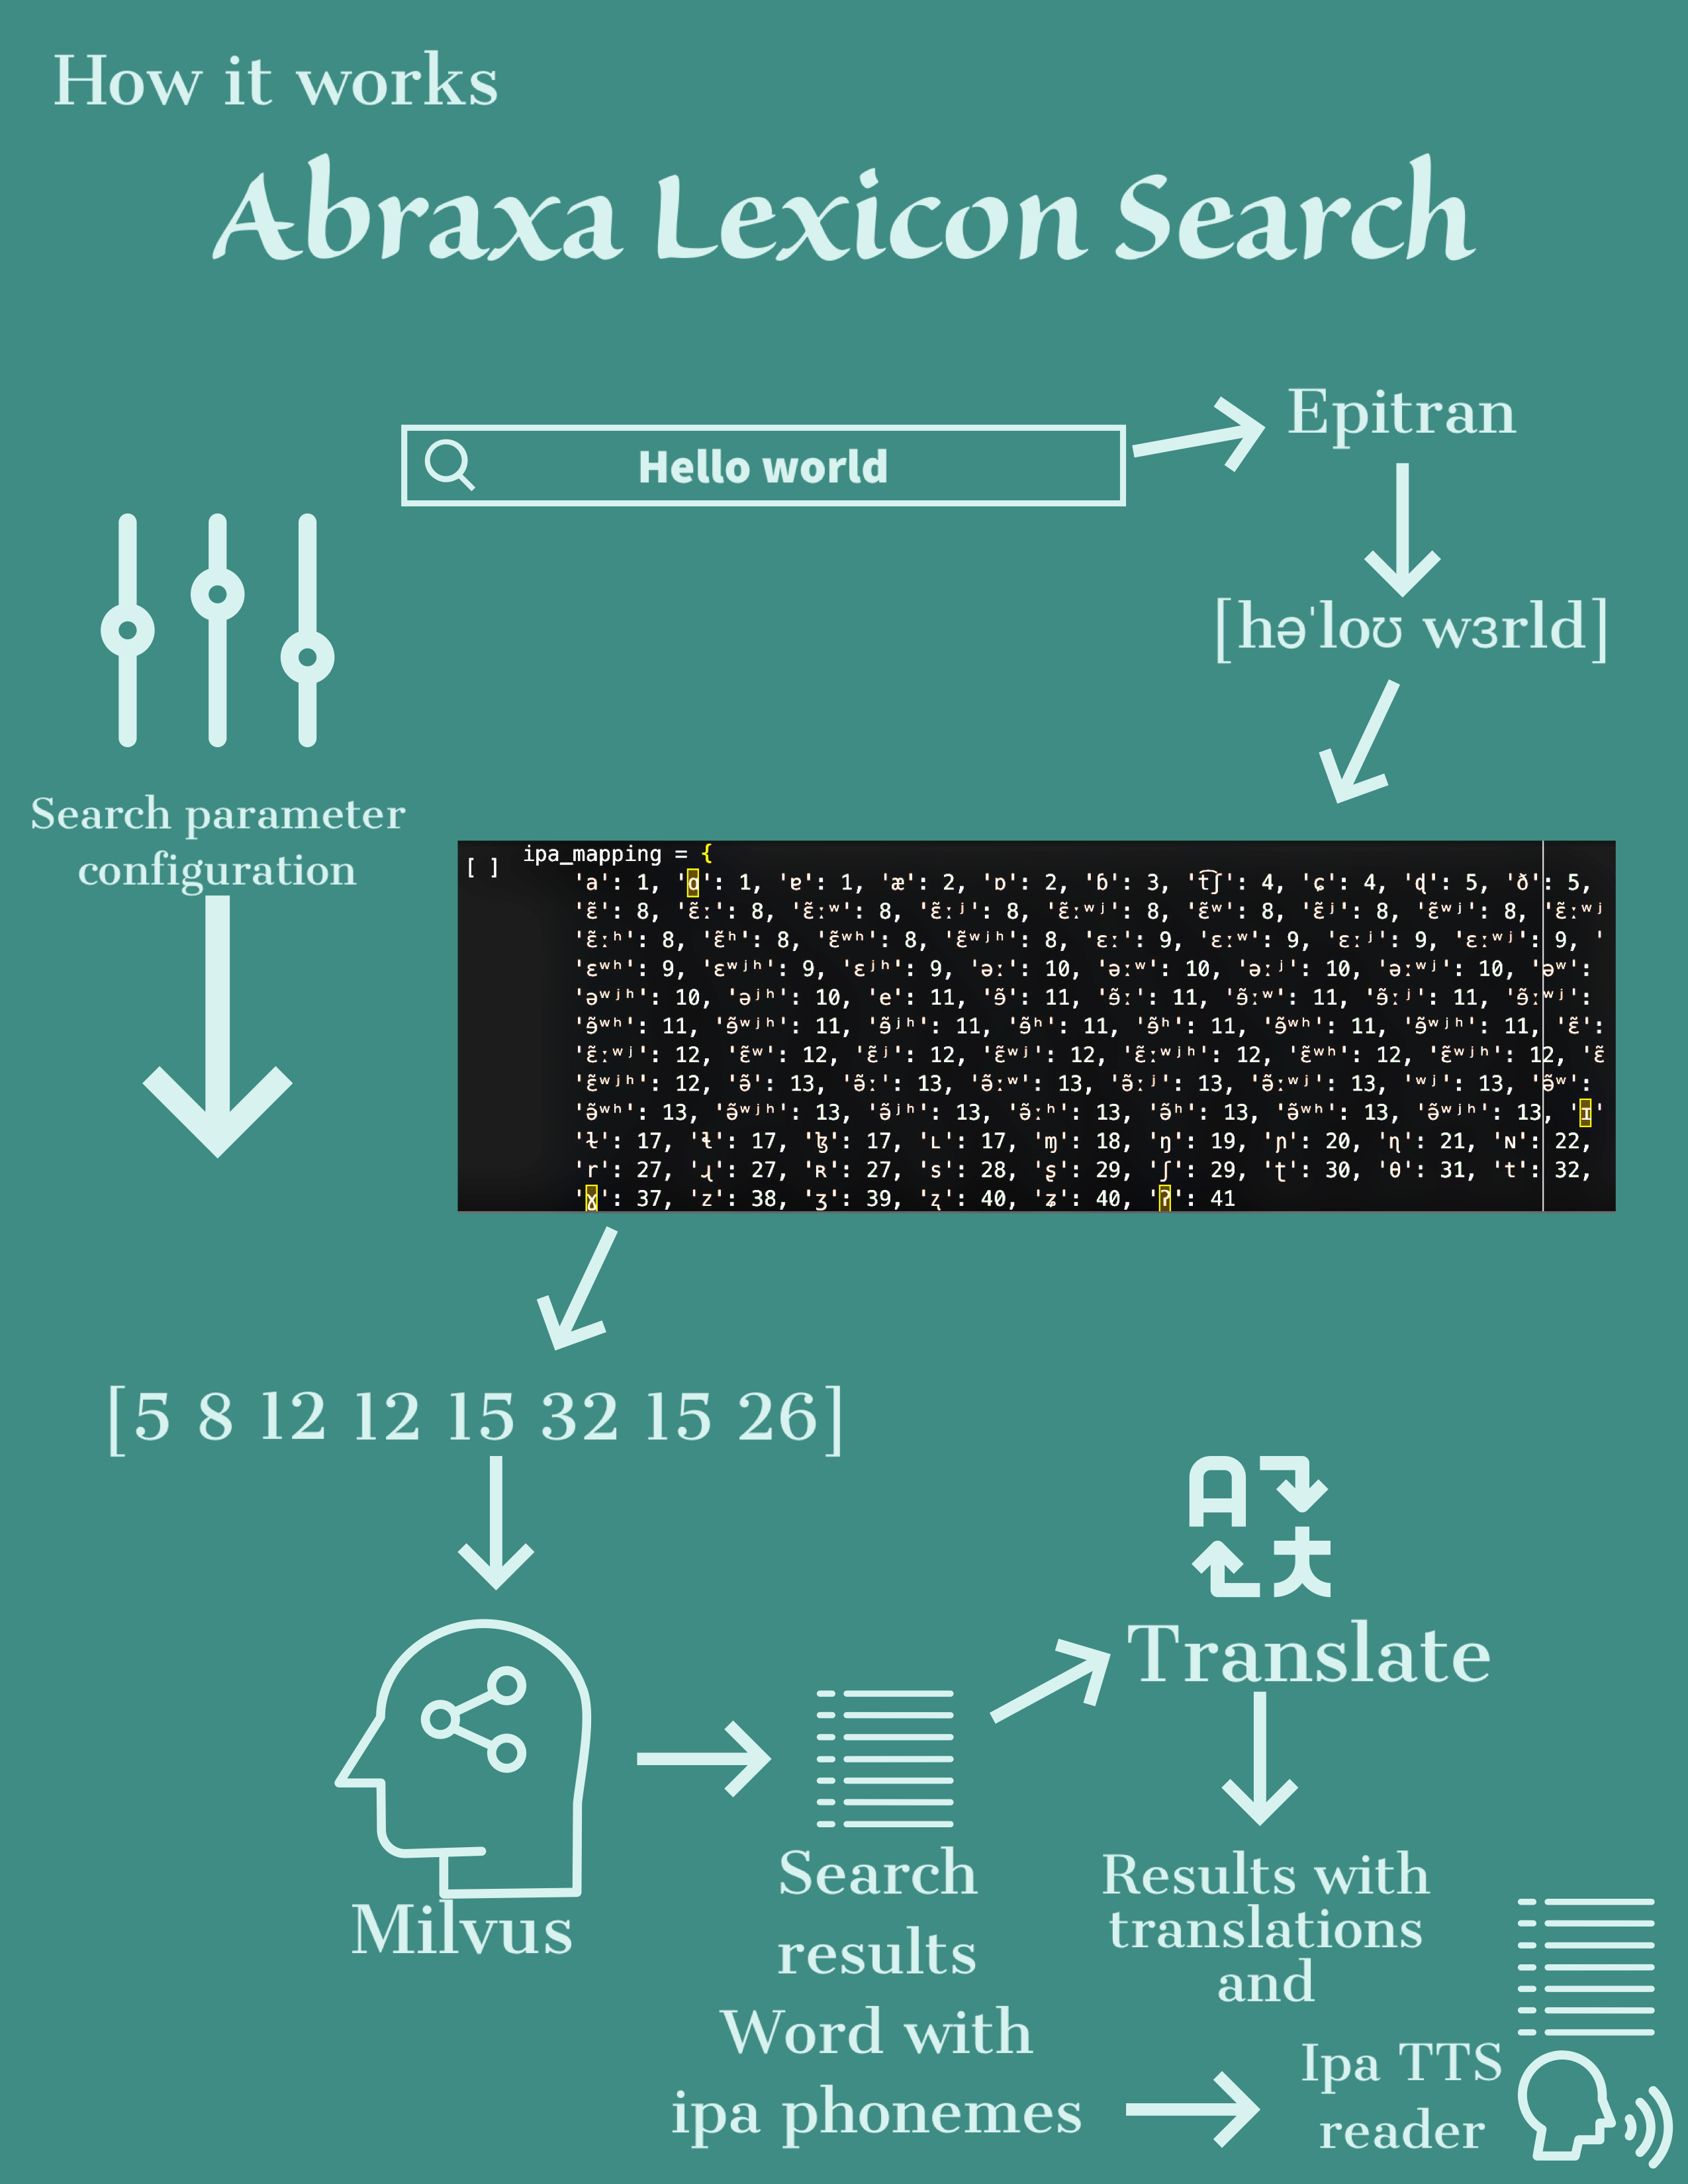 How it works
Abraxa Lexicon Search
Hello world
Epitran
[həˈloʊ wɜrld]
Search parameter
configuration
[ ]
ipa_mapping = {
'a': 1, 'ɑ': 1, 'ɐ': 1, 'æ': 2, 'ɒ': 2, 'ɓ': 3, 't͡ʃ': 4, 'ɕ': 4, 'ɖ': 5, 'ð': 5,
'ɛ̃': 8, 'ɛ̃ː': 8, 'ɛ̃ːʷ': 8, 'ɛ̃ːʲ': 8, 'ɛ̃ːʷʲ': 8, 'ɛ̃ʷ': 8, 'ɛ̃ʲ': 8, 'ɛ̃ʷʲ': 8, 'ɛ̃ːʷʲ
'ɛ̃ːʰ': 8, 'ɛ̃ʰ': 8, 'ɛ̃ʷʰ': 8, 'ɛ̃ʷʲʰ': 8, 'ɛː': 9, 'ɛːʷ': 9, 'ɛːʲ': 9, 'ɛːʷʲ': 9, '
'ɛʷʰ': 9, 'ɛʷʲʰ': 9, 'ɛʲʰ': 9, 'əː': 10, 'əːʷ': 10, 'əːʲ': 10, 'əːʷʲ': 10, 'əʷ':
'əʷʲʰ': 10, 'əʲʰ': 10, 'e': 11, 'ɘ̃': 11, 'ɘ̃ː': 11, 'ɘ̃ːʷ': 11, 'ɘ̃ːʲ': 11, 'ɘ̃ːʷʲ':
'ɘ̃ʷʰ': 11, 'ɘ̃ʷʲʰ': 11, 'ɘ̃ʲʰ': 11, 'ɘ̃ʰ': 11, 'ɘ̃ʰ': 11, 'ɘ̃ʷʰ': 11, 'ɘ̃ʷʲʰ': 11, 'ɛ̃':
'ɛ̃ːʷʲ': 12, 'ɛ̃ʷ': 12, 'ɛ̃ʲ': 12, 'ɛ̃ʷʲ': 12, 'ɛ̃ːʷʲʰ': 12, 'ɛ̃ʷʰ': 12, 'ɛ̃ʷʲʰ': 12, 'ɛ̃
'ɛ̃ʷʲʰ': 12, 'ə̃': 13, 'ə̃ː': 13, 'ə̃ːʷ': 13, 'ə̃ːʲ': 13, 'ə̃ːʷʲ': 13, 'ʷʲ': 13, 'ə̃ʷ':
'ə̃ʷʰ': 13, 'ə̃ʷʲʰ': 13, 'ə̃ʲʰ': 13, 'ə̃ːʰ': 13, 'ə̃ʰ': 13, 'ə̃ʷʰ': 13, 'ə̃ʷʲʰ': 13, 'ɪ'
'ɫ': 17, 'ɬ': 17, 'ɮ': 17, 'ʟ': 17, 'ɱ': 18, 'ŋ': 19, 'ɲ': 20, 'ɳ': 21, 'ɴ': 22,
'r': 27, 'ɻ': 27, 'ʀ': 27, 's': 28, 'ʂ': 29, 'ʃ': 29, 'ʈ': 30, 'θ': 31, 't': 32,
'ɣ': 37, 'z': 38, 'ʒ': 39, 'ʐ': 40, 'ʑ': 40, 'ʔ': 41
[5 8 12 12 15 32 15 26]
Milvus
Search
results
Word with
ipa phonemes
Translate
Results with
translations
and
Ipa TTS
reader